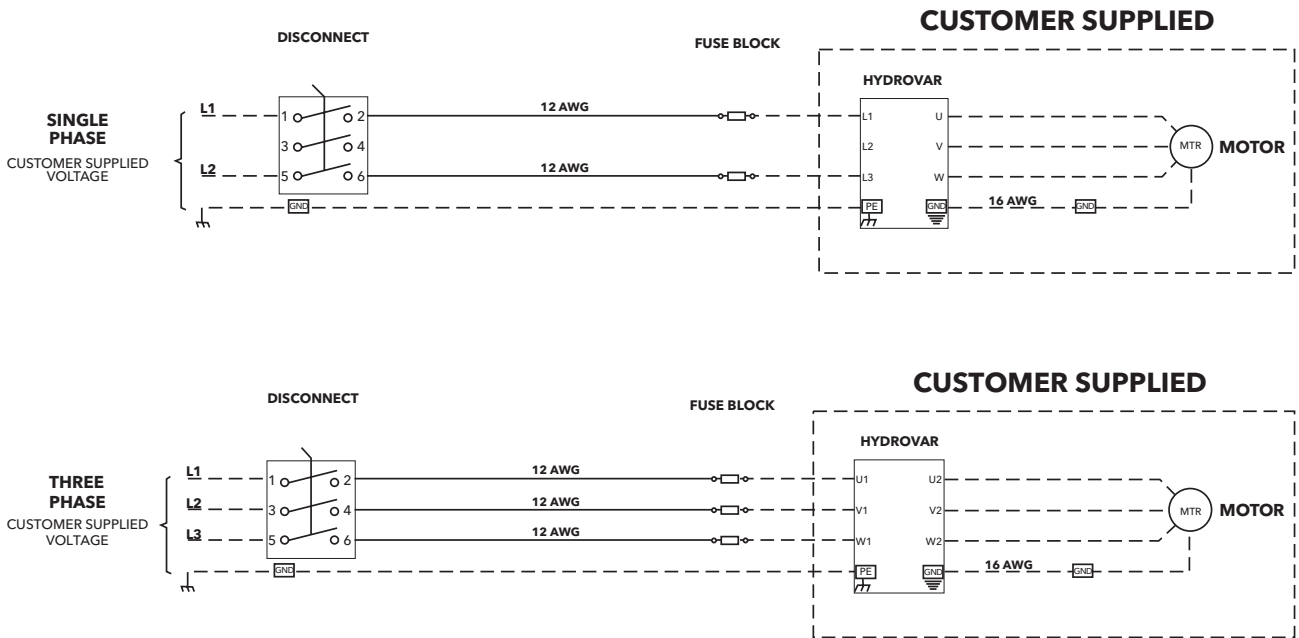 CUSTOMER SUPPLIED
DISCONNECT
FUSE BLOCK
HYDROVAR
SINGLE
PHASE
CUSTOMER SUPPLIED
VOLTAGE
L1
1
2
12 AWG
L1
U
3
4
L2
V
MTR
MOTOR
L2
5
6
12 AWG
L3
W
GND
PE
GND
16 AWG
GND
CUSTOMER SUPPLIED
DISCONNECT
FUSE BLOCK
HYDROVAR
THREE
PHASE
CUSTOMER SUPPLIED
VOLTAGE
L1
1
2
12 AWG
U1
U2
L2
3
4
12 AWG
V1
V2
MTR
MOTOR
L3
5
6
12 AWG
W1
W2
GND
PE
GND
16 AWG
GND